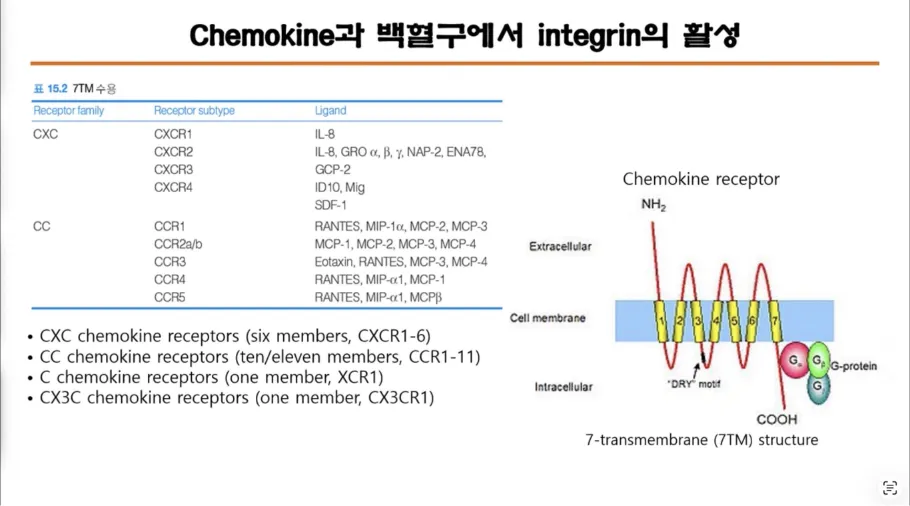 Chemokine과 백혈구에서 integrin의 활성
표 15.2 7TM 수용
Receptor family Receptor subtype Ligand
CXC CXCR1 IL-8
CXCR2 IL-8, GRO α, β, γ, NAP-2, ENA78,
CXCR3 GCP-2
CXCR4 ID10, Mig
SDF-1
CC CCR1 RANTES, MIP-1α, MCP-2, MCP-3
CCR2a/b MCP-1, MCP-2, MCP-3, MCP-4
CCR3 Eotaxin, RANTES, MCP-3, MCP-4
CCR4 RANTES, MIP-α1, MCP-1
CCR5 RANTES, MIP-α1, MCPβ
• CXC chemokine receptors (six members, CXCR1-6)
• CC chemokine receptors (ten/eleven members, CCR1-11)
• C chemokine receptors (one member, XCR1)
• CX3C chemokine receptors (one member, CX3CR1)
Chemokine receptor
NH₂
Extracellular
Cell membrane
1 2 3 4 5 6 7
Gα Gβ G-protein
G
Intracellular
"DRY" motif
COOH
7-transmembrane (7TM) structure